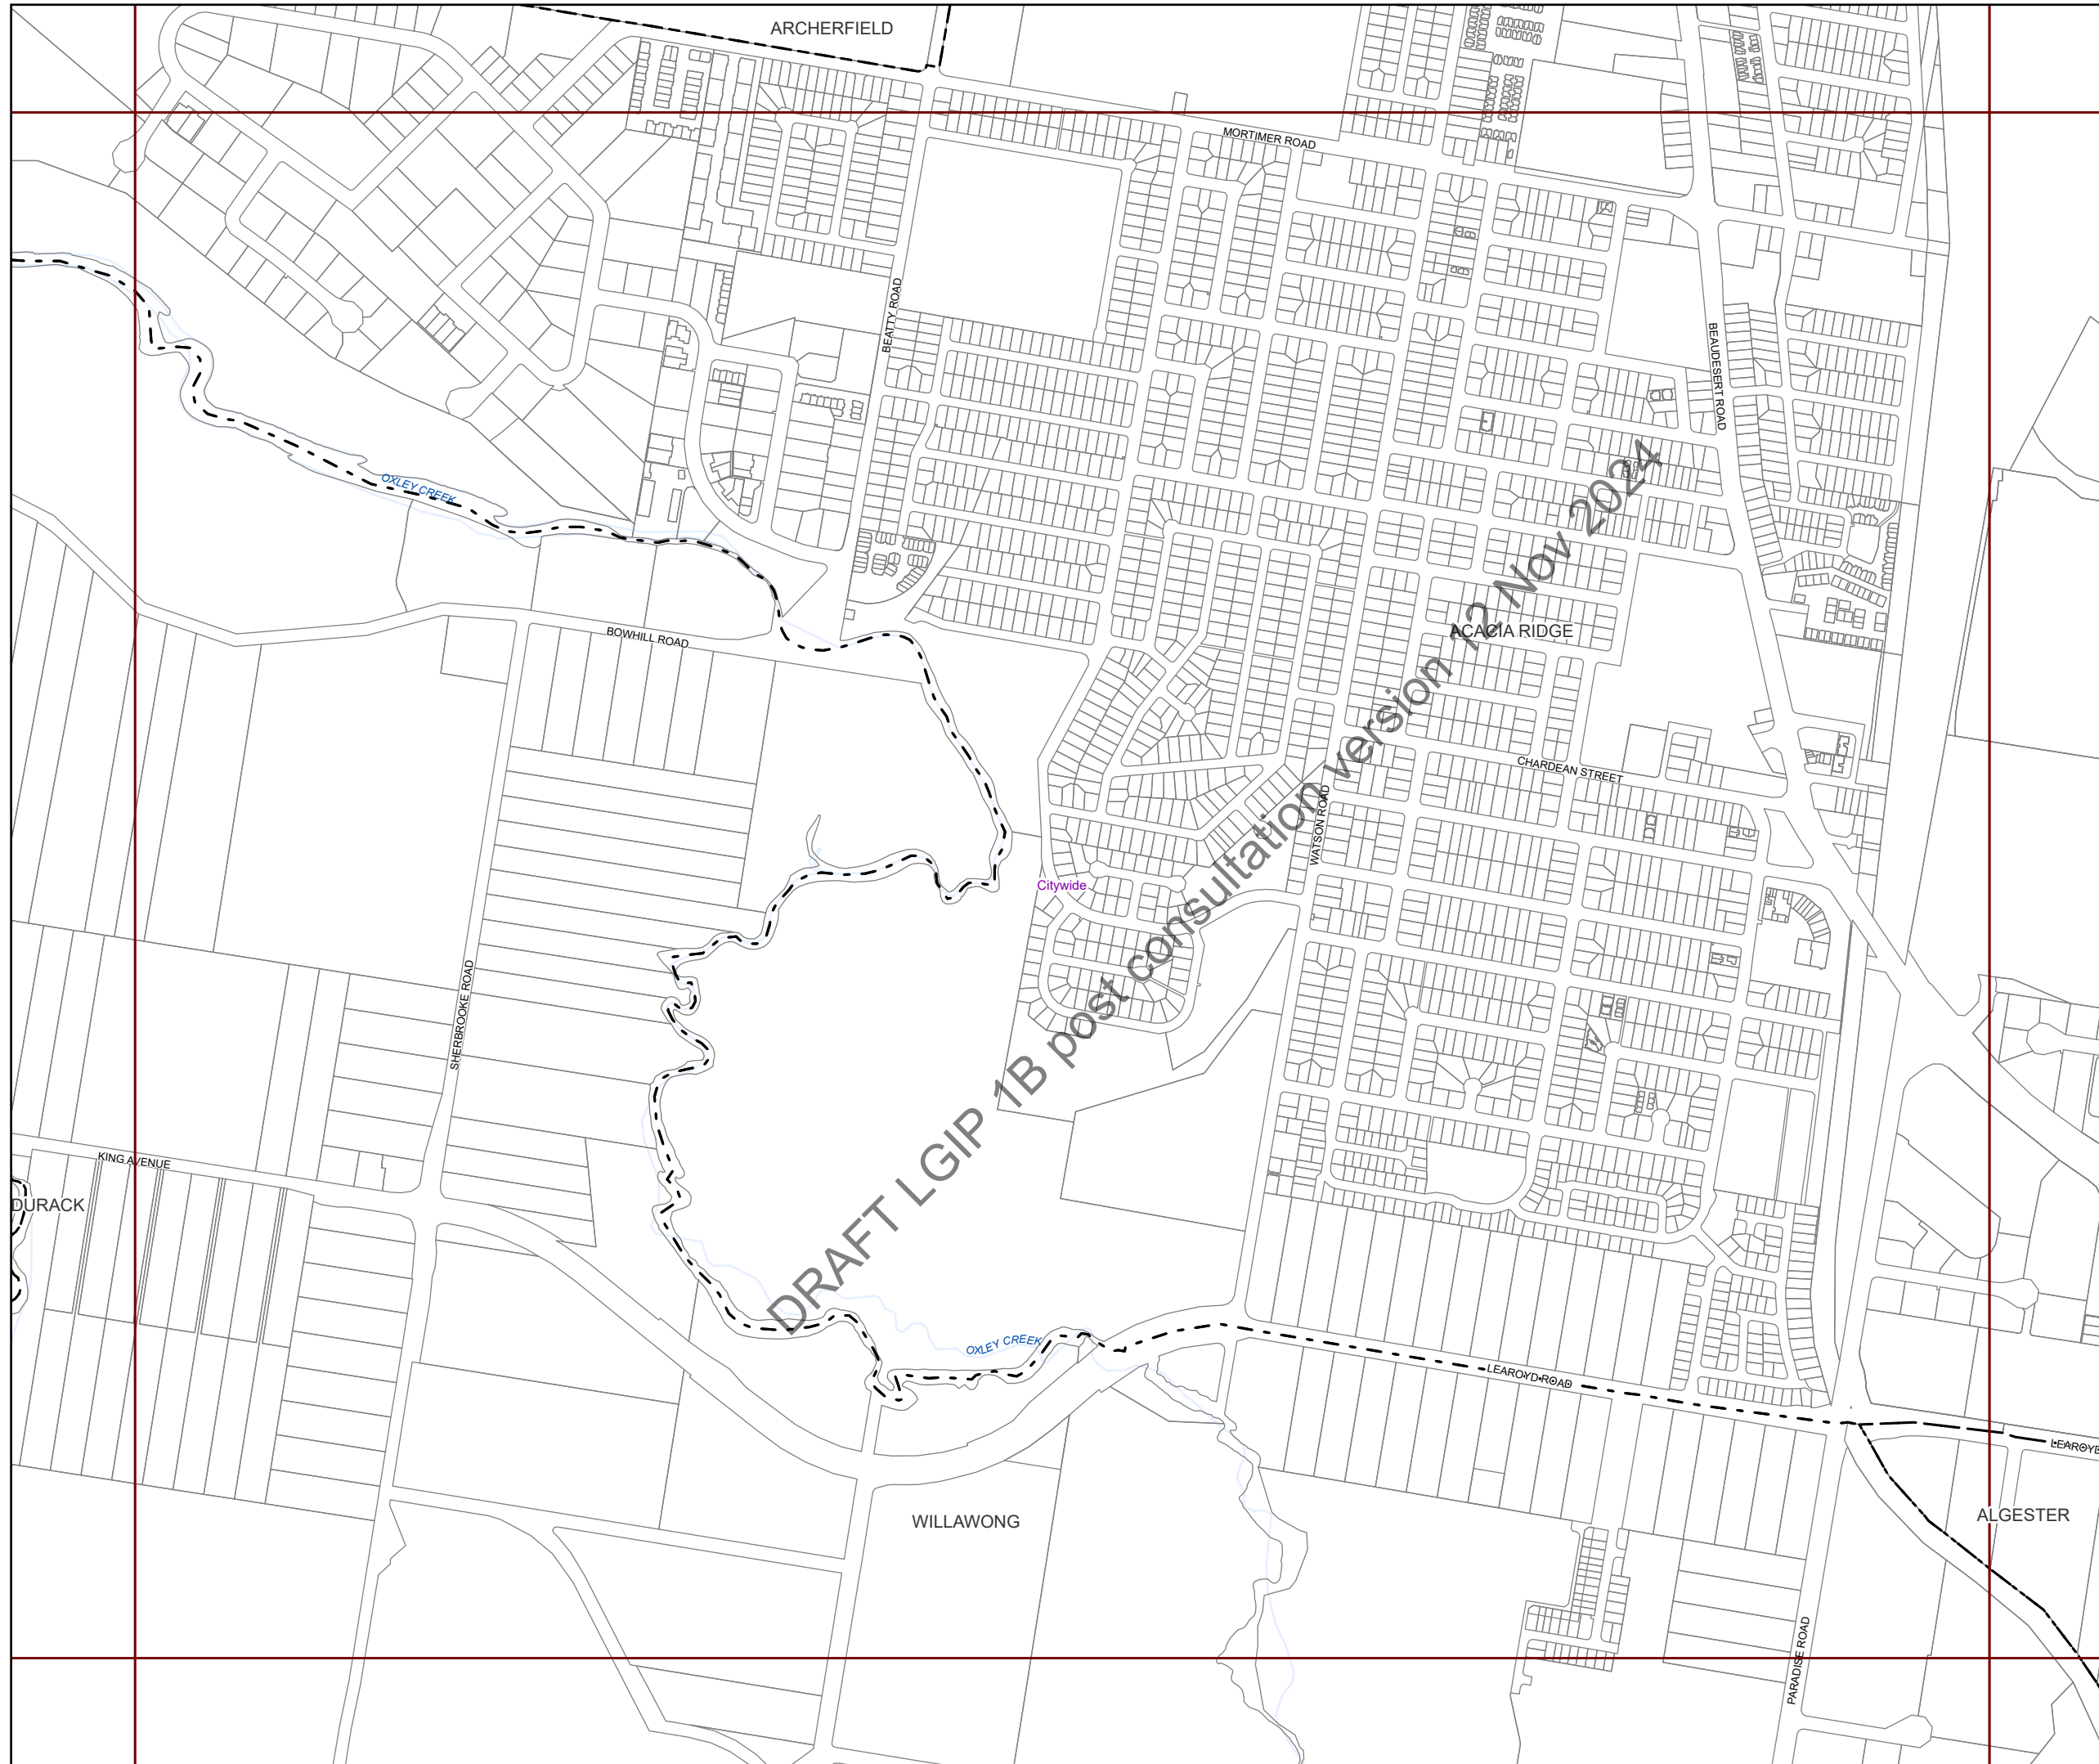 ARCHERFIELD
MORTIMER ROAD
BEATTY ROAD
BEAUDESERT ROAD
OXLEY CREEK
BOWHILL ROAD
ACACIA RIDGE
CHARDEAN STREET
WATSON ROAD
Citywide
SHERBROOKE ROAD
KING AVENUE
DURACK
DRAFT LGIP 1B post consultation version 12 Nov 2024
OXLEY CREEK
LEAROYD ROAD
LEAROYD
WILLAWONG
ALGESTER
PARADISE ROAD